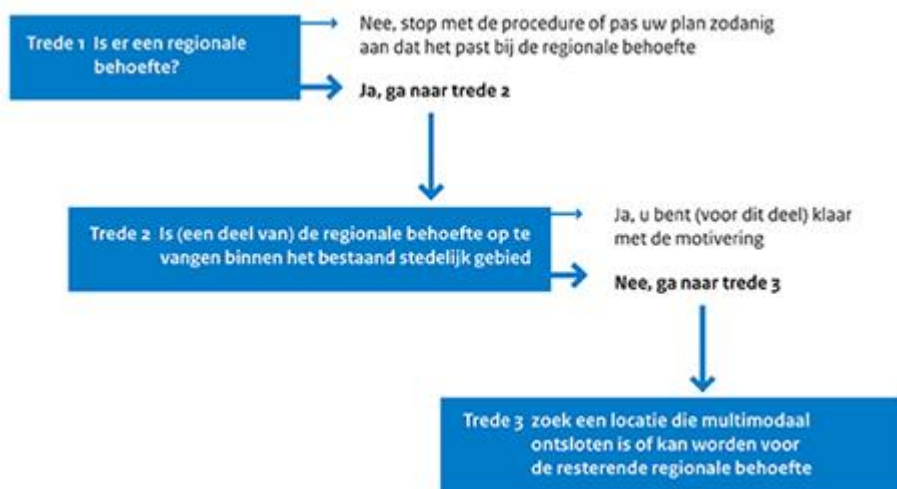 Trede 1 Is er een regionale
behoefte?
Nee, stop met de procedure of pas uw plan zodanig
aan dat het past bij de regionale behoefte
Ja, ga naar trede 2
Trede 2 Is (een deel van) de regionale behoefte op te
vangen binnen het bestaand stedelijk gebied
Ja, u bent (voor dit deel) klaar
met de motivering
Nee, ga naar trede 3
Trede 3 zoek een locatie die multimodaal
ontsloten is of kan worden voor
de resterende regionale behoefte